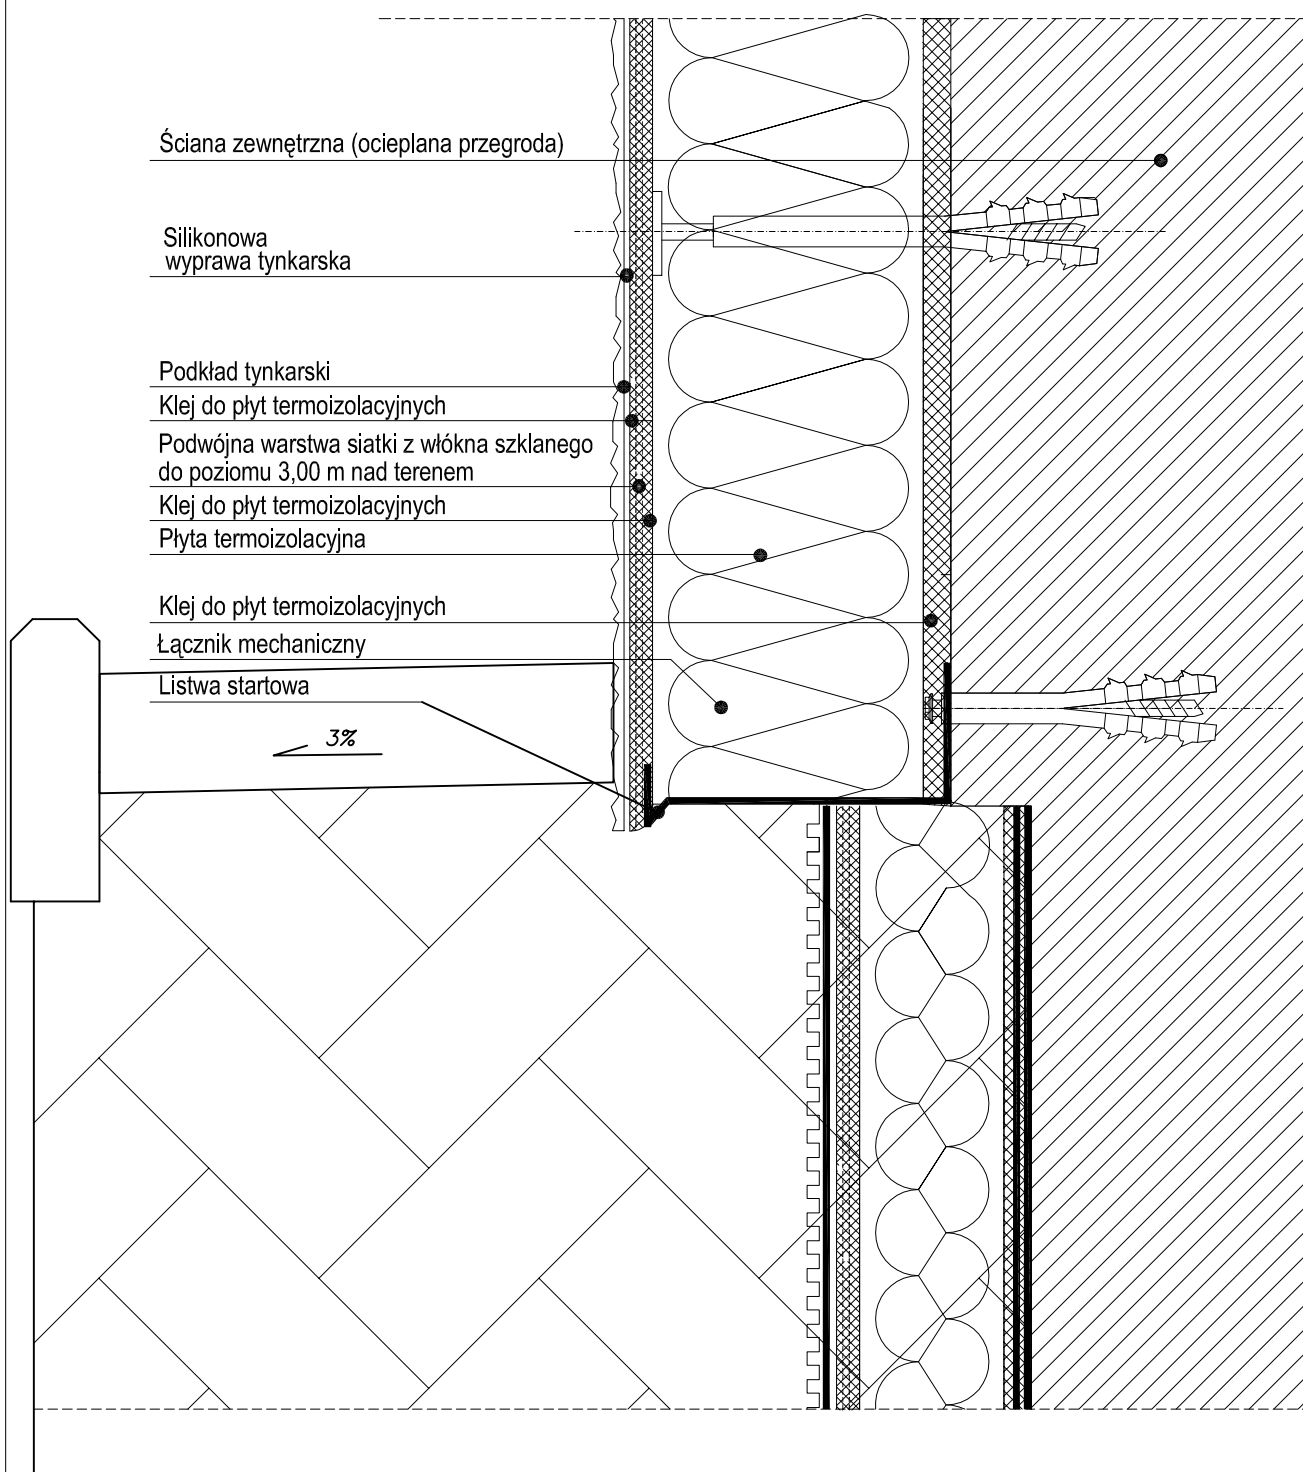 Ściana zewnętrzna (ocieplana przegroda)
Silikonowa
wyprawa tynkarska
Podkład tynkarski
Klej do płyt termoizolacyjnych
Podwójna warstwa siatki z włókna szklanego
do poziomu 3,00 m nad terenem
Klej do płyt termoizolacyjnych
Płyta termoizolacyjna
Klej do płyt termoizolacyjnych
Łącznik mechaniczny
Listwa startowa
3%